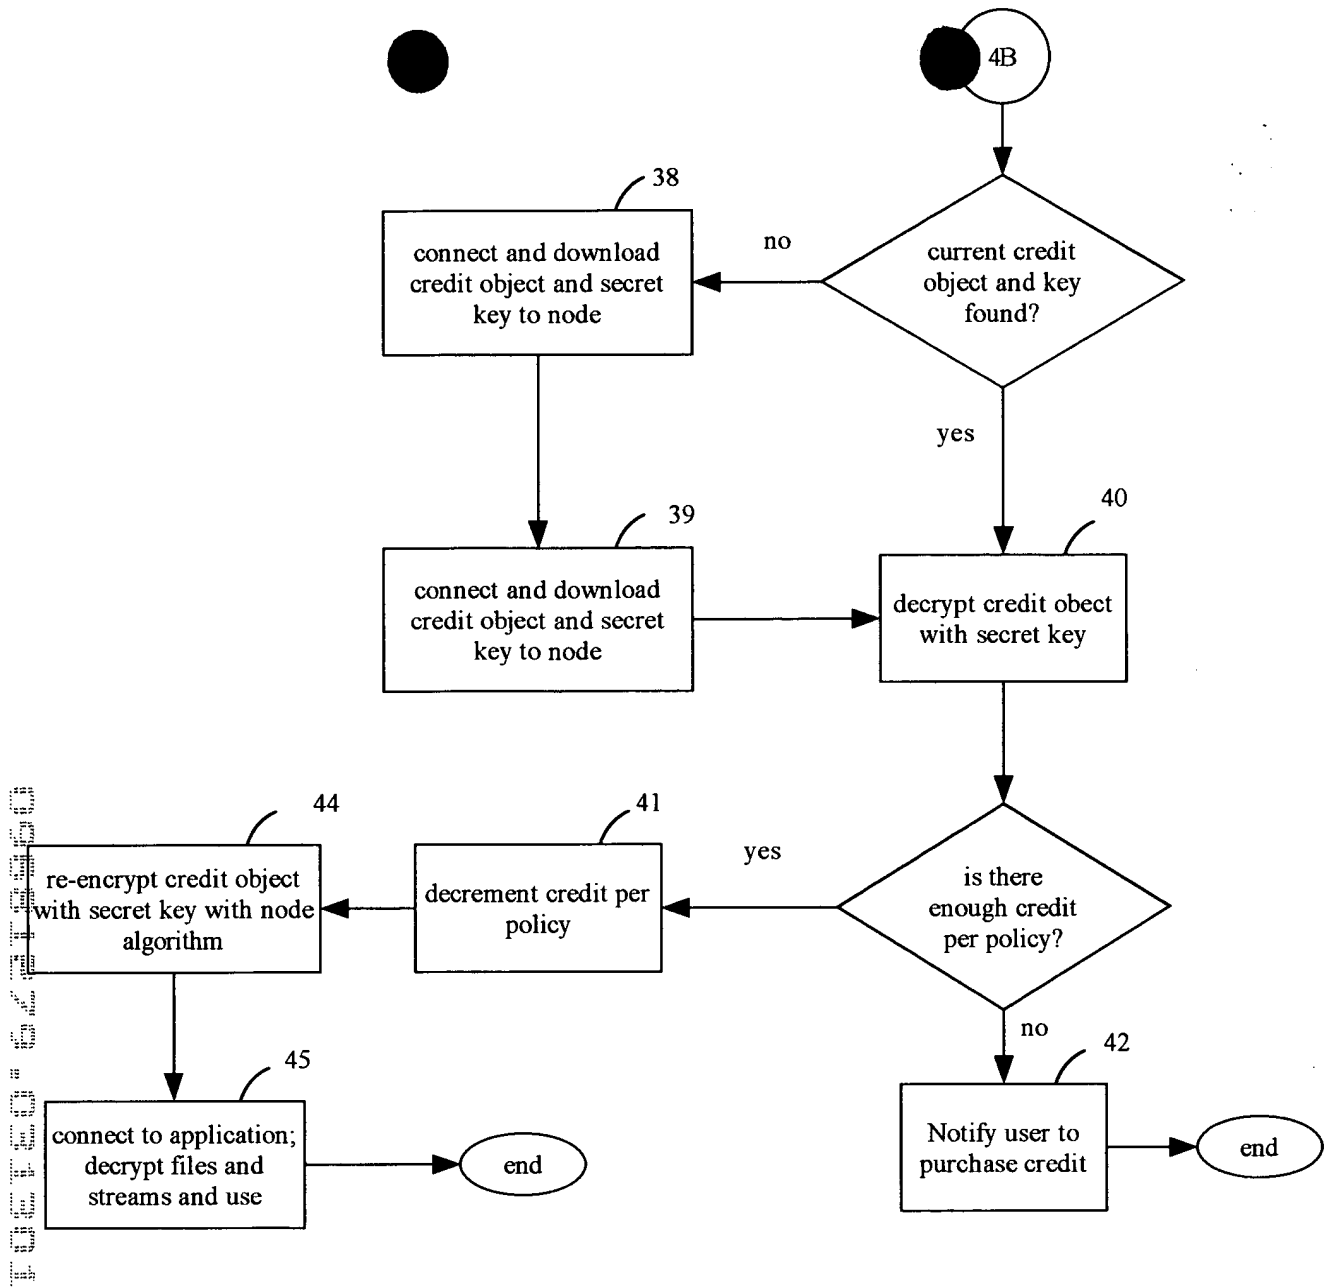 4B
38
connect and download
credit object and secret
key to node
no
current credit
object and key
found?
yes
39
connect and download
credit object and secret
key to node
40
decrypt credit obect
with secret key
44
re-encrypt credit object
with secret key with node
algorithm
41
decrement credit per
policy
yes
is there
enough credit
per policy?
no
45
connect to application;
decrypt files and
streams and use
end
42
Notify user to
purchase credit
end